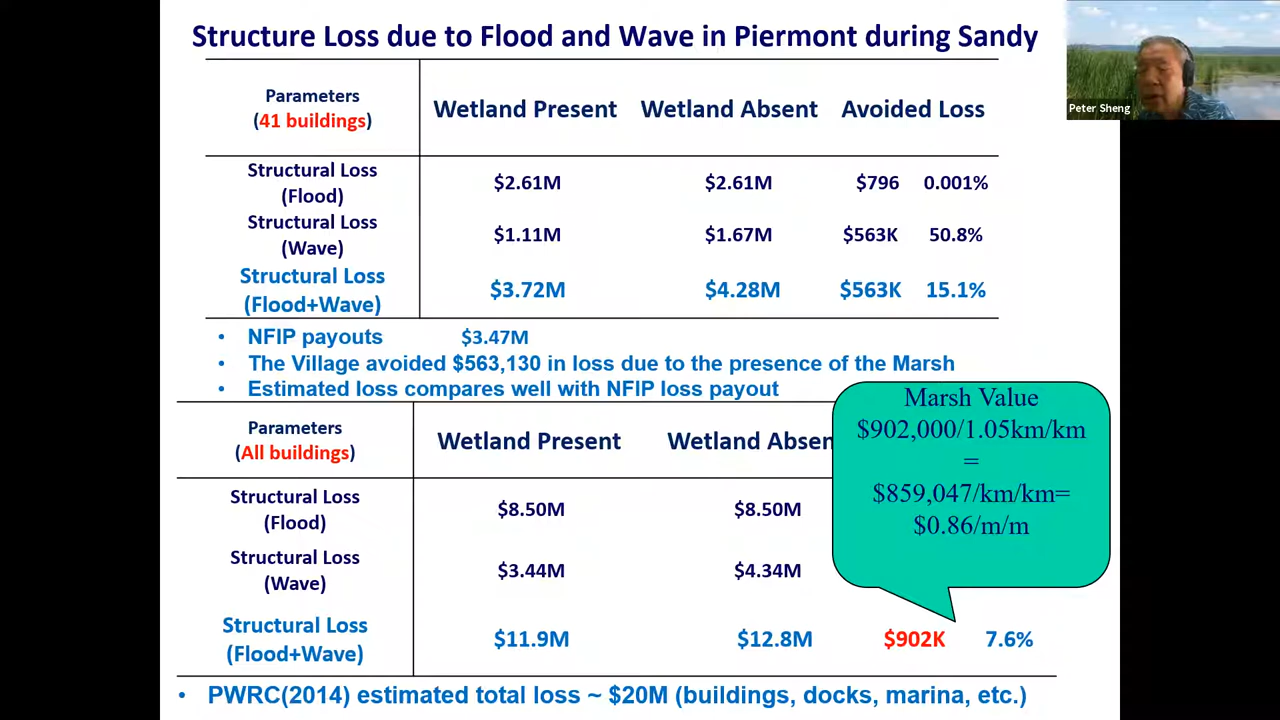 Structure Loss due to Flood and Wave in Piermont during Sandy
Peter Sheng
Parameters
(41 buildings)
Wetland Present
Wetland Absent
Avoided Loss
Structural Loss
(Flood)
$2.61M
$2.61M
$796
0.001%
Structural Loss
(Wave)
$1.11M
$1.67M
$563K
50.8%
Structural Loss
(Flood+Wave)
$3.72M
$4.28M
$563K
15.1%
• NFIP payouts $3.47M
• The Village avoided $563,130 in loss due to the presence of the Marsh
• Estimated loss compares well with NFIP loss payout
Parameters
(All buildings)
Wetland Present
Wetland Absen
Marsh Value
$902,000/1.05km/km
=
$859,047/km/km=
$0.86/m/m
Structural Loss
(Flood)
$8.50M
$8.50M
Structural Loss
(Wave)
$3.44M
$4.34M
Structural Loss
(Flood+Wave)
$11.9M
$12.8M
$902K
7.6%
• PWRC(2014) estimated total loss ~ $20M (buildings, docks, marina, etc.)